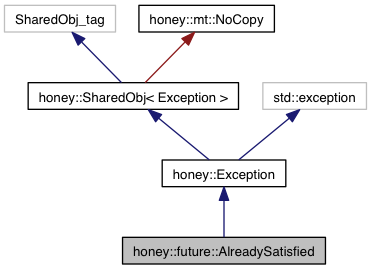 SharedObj_tag
honey::mt::NoCopy
honey::SharedObj< Exception >
std::exception
honey::Exception
honey::future::AlreadySatisfied